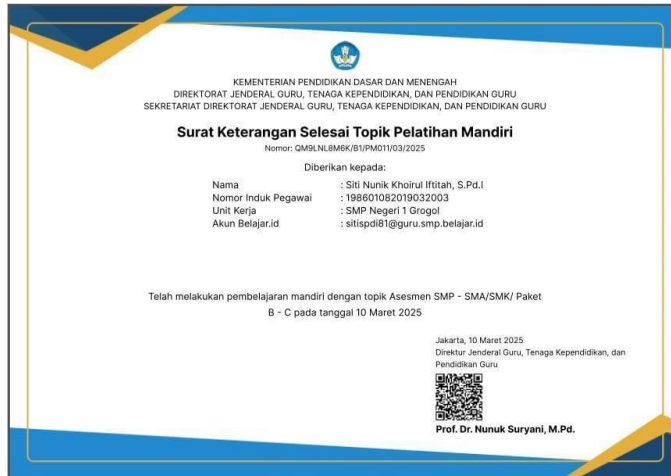 KEMENTERIAN PENDIDIKAN DASAR DAN MENENGAH
DIREKTORAT JENDERAL GURU, TENAGA KEPENDIDIKAN, DAN PENDIDIKAN GURU
SEKRETARIAT DIREKTORAT JENDERAL GURU, TENAGA KEPENDIDIKAN, DAN PENDIDIKAN GURU
Surat Keterangan Selesai Topik Pelatihan Mandiri
Nomor: QM9LNL8M6K/B1/PM011/03/2025
Diberikan kepada:
Nama : Siti Nunik Khoirul Iftitah, S.Pd.I
Nomor Induk Pegawai : 198601082019032003
Unit Kerja : SMP Negeri 1 Grogol
Akun Belajar.id : sitispdi81@guru.smp.belajar.id
Telah melakukan pembelajaran mandiri dengan topik Asesmen SMP - SMA/SMK/ Paket
B - C pada tanggal 10 Maret 2025
Jakarta, 10 Maret 2025
Direktur Jenderal Guru, Tenaga Kependidikan, dan
Pendidikan Guru
Prof. Dr. Nunuk Suryani, M.Pd.